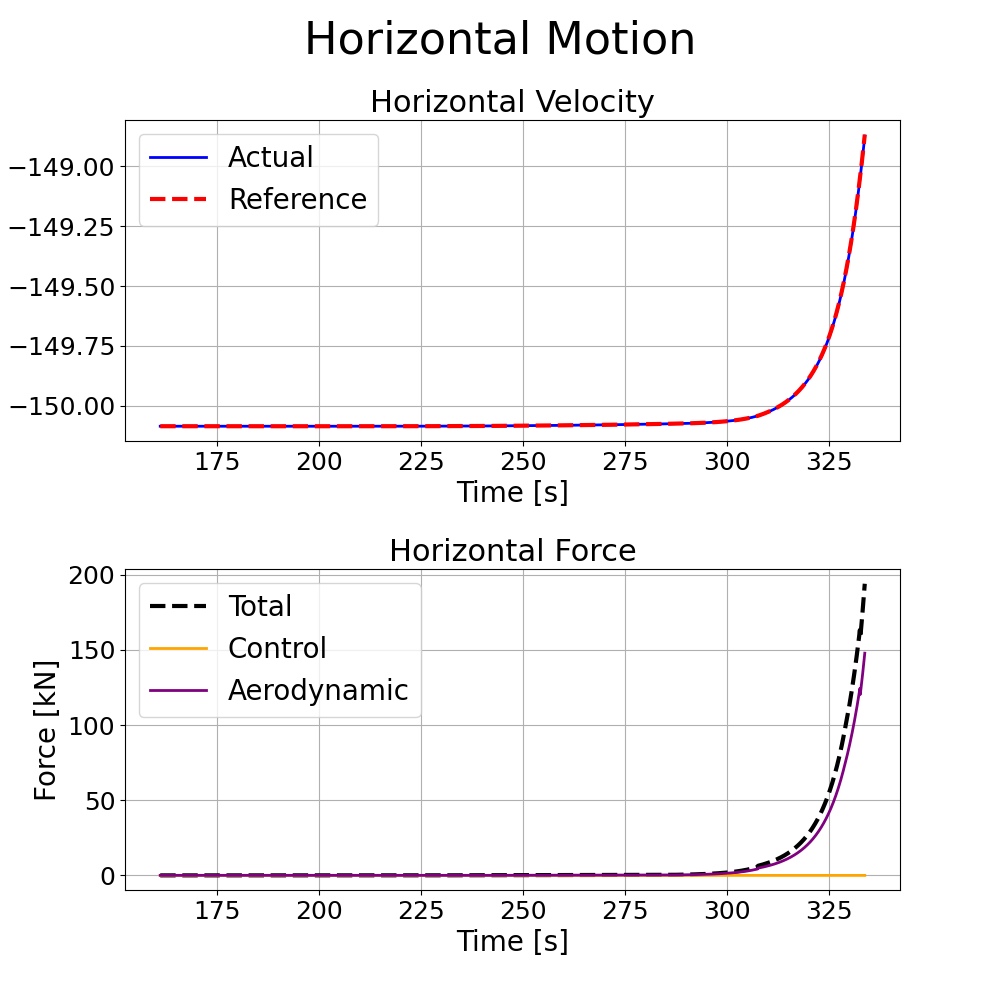 Horizontal Motion
Horizontal Velocity
Actual
Reference
−149.00
−149.25
−149.50
−149.75
−150.00
175 200 225 250 275 300 325
Time [s]
Horizontal Force
Total
Control
Aerodynamic
Force [kN]
200
150
100
50
0
175 200 225 250 275 300 325
Time [s]